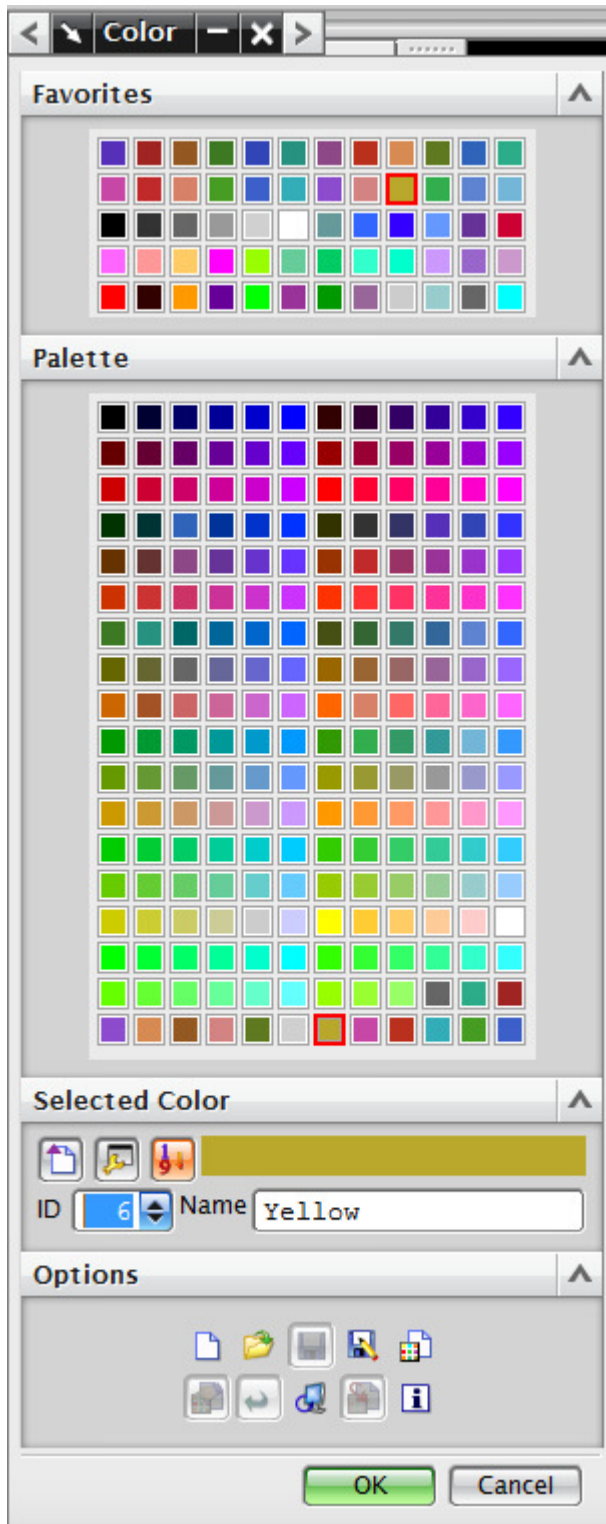 Color
Favorites
Palette
Selected Color
ID 6 Name Yellow
Options
OK Cancel